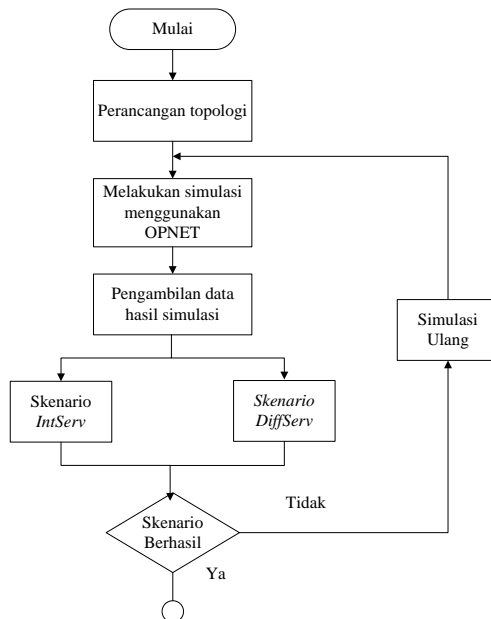 Mulai
Perancangan topologi
Melakukan simulasi
menggunakan
OPNET
Pengambilan data
hasil simulasi
Simulasi
Ulang
Skenario
IntServ
Skenario
DiffServ
Tidak
Skenario
Berhasil
Ya